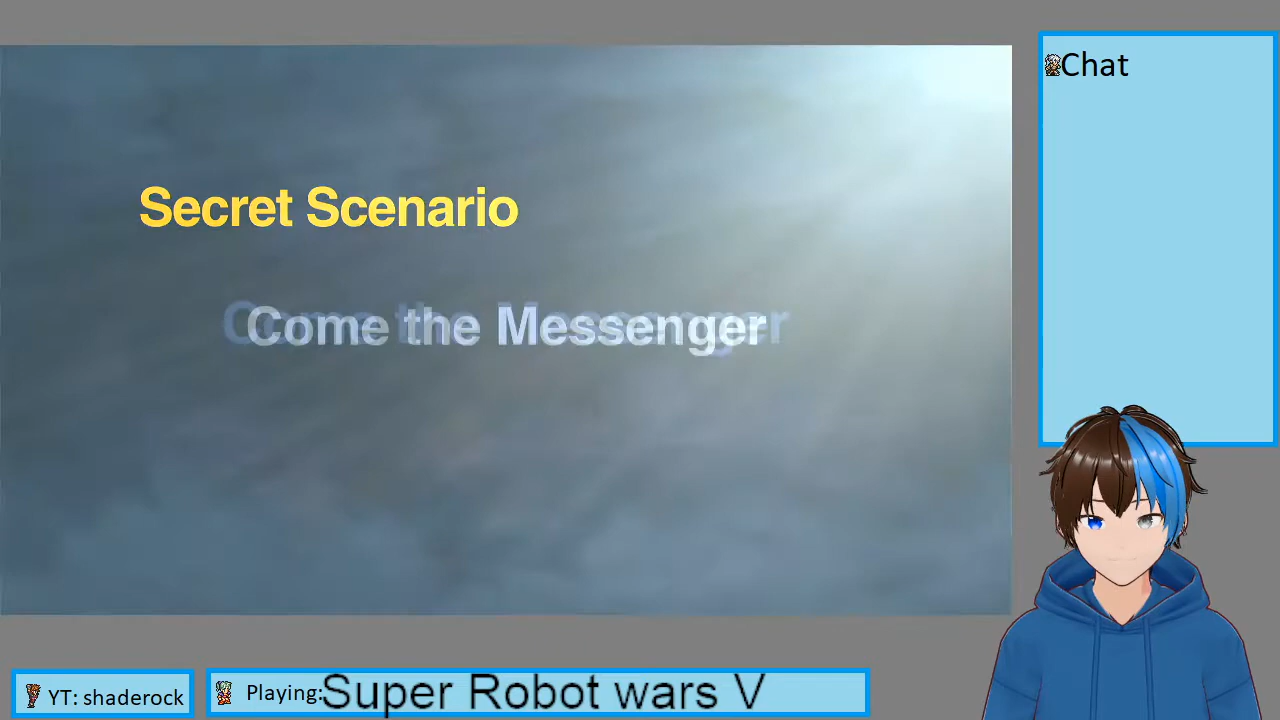 Secret Scenario
Come the Messenger
Chat
YT: shaderock
Playing:Super Robot wars V